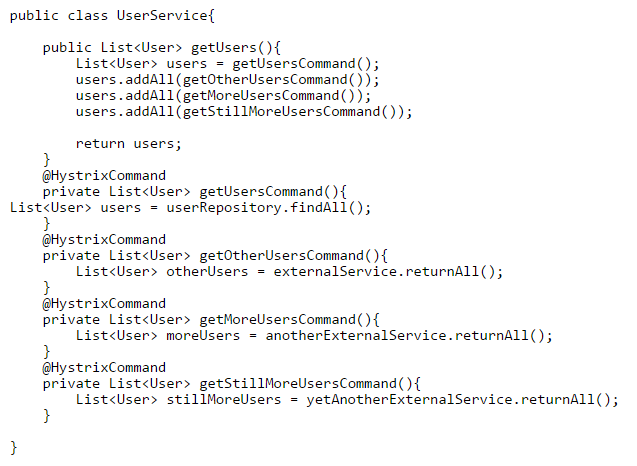 public class UserService{
    public List<User> getUsers(){
        List<User> users = getUsersCommand();
        users.addAll(getOtherUsersCommand());
        users.addAll(getMoreUsersCommand());
        users.addAll(getStillMoreUsersCommand());
        return users;
    }
    @HystrixCommand
    private List<User> getUsersCommand(){
List<User> users = userRepository.findAll();
    }
    @HystrixCommand
    private List<User> getOtherUsersCommand(){
        List<User> otherUsers = externalService.returnAll();
    }
    @HystrixCommand
    private List<User> getMoreUsersCommand(){
        List<User> moreUsers = anotherExternalService.returnAll();
    }
    @HystrixCommand
    private List<User> getStillMoreUsersCommand(){
        List<User> stillMoreUsers = yetAnotherExternalService.returnAll();
    }
}